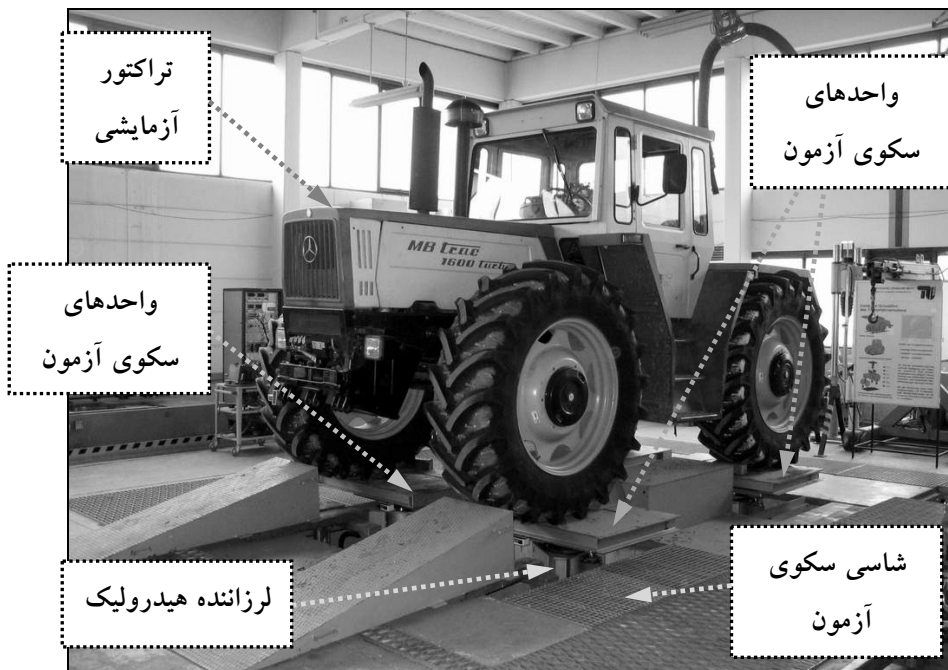 تراکتور
آزمایشی
واحدهای
سکوی آزمون
MB trac
1600 turbo
واحدهای
سکوی آزمون
لرزاننده هیدرولیک
شاسی سکوی
آزمون